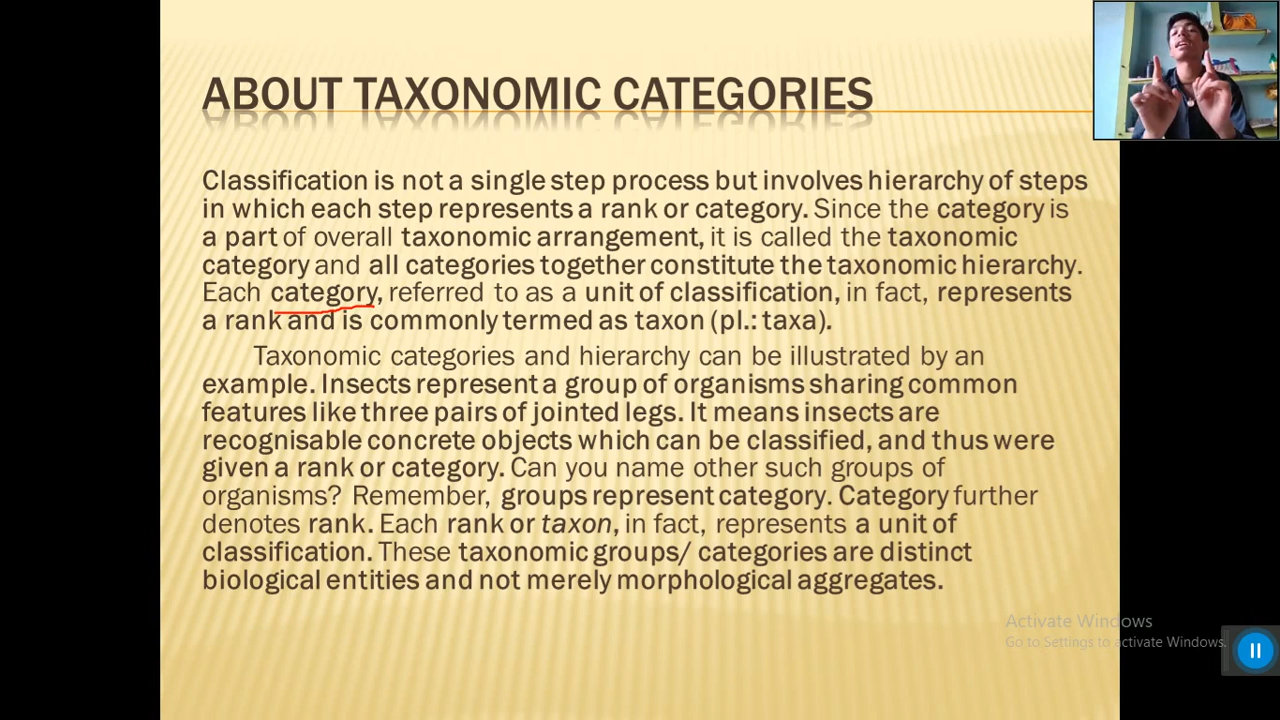 ABOUT TAXONOMIC CATEGORIES
Classification is not a single step process but involves hierarchy of steps
in which each step represents a rank or category. Since the category is
a part of overall taxonomic arrangement, it is called the taxonomic
category and all categories together constitute the taxonomic hierarchy.
Each category, referred to as a unit of classification, in fact, represents
a rank and is commonly termed as taxon (pl.: taxa).
Taxonomic categories and hierarchy can be illustrated by an
example. Insects represent a group of organisms sharing common
features like three pairs of jointed legs. It means insects are
recognisable concrete objects which can be classified, and thus were
given a rank or category. Can you name other such groups of
organisms? Remember, groups represent category. Category further
denotes rank. Each rank or taxon, in fact, represents a unit of
classification. These taxonomic groups/ categories are distinct
biological entities and not merely morphological aggregates.
Activate Windows
Go to Settings to activate Windows.